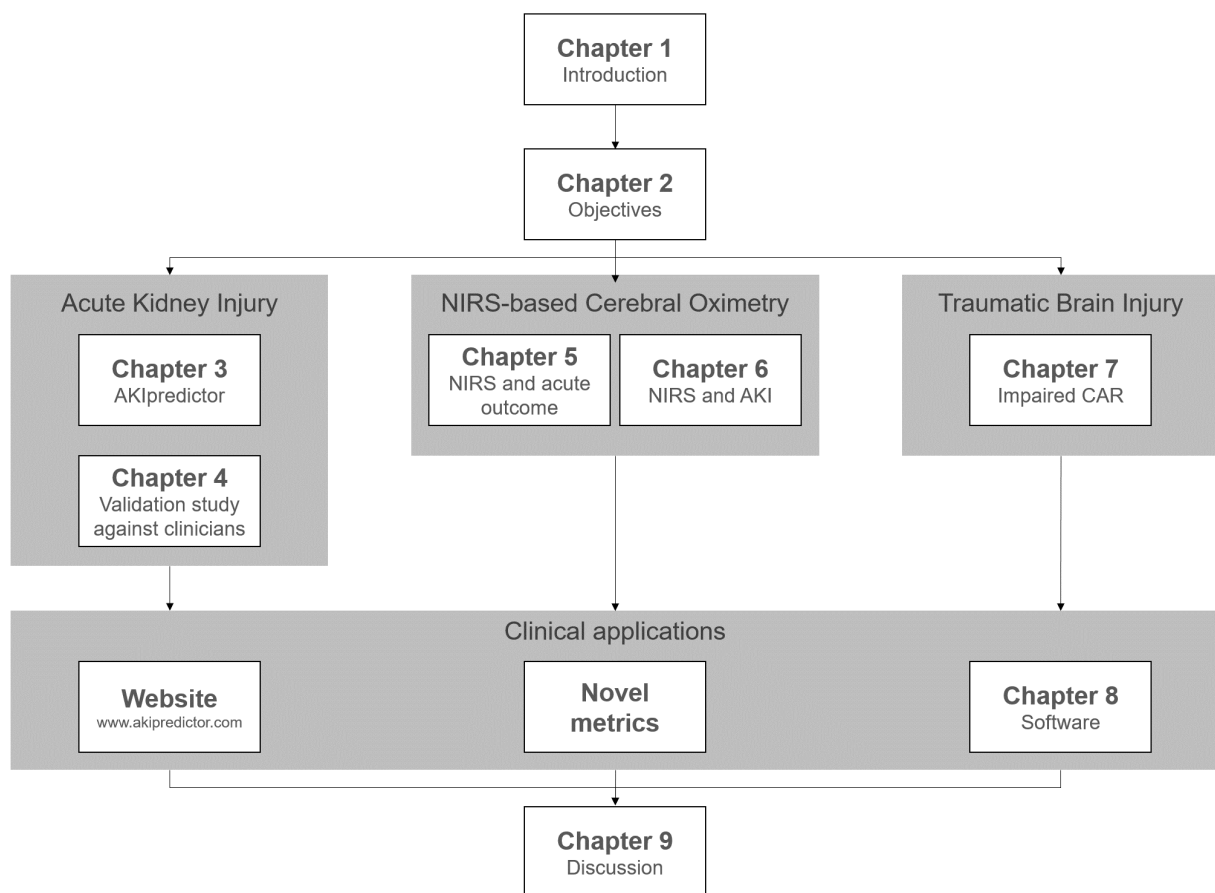 Chapter 1
Introduction
Chapter 2
Objectives
Acute Kidney Injury
Chapter 3
AKIpredictor
Chapter 4
Validation study
against clinicians
NIRS-based Cerebral Oximetry
Chapter 5
NIRS and acute
outcome
Chapter 6
NIRS and AKI
Traumatic Brain Injury
Chapter 7
Impaired CAR
Clinical applications
Website
www.akipredictor.com
Novel
metrics
Chapter 8
Software
Chapter 9
Discussion